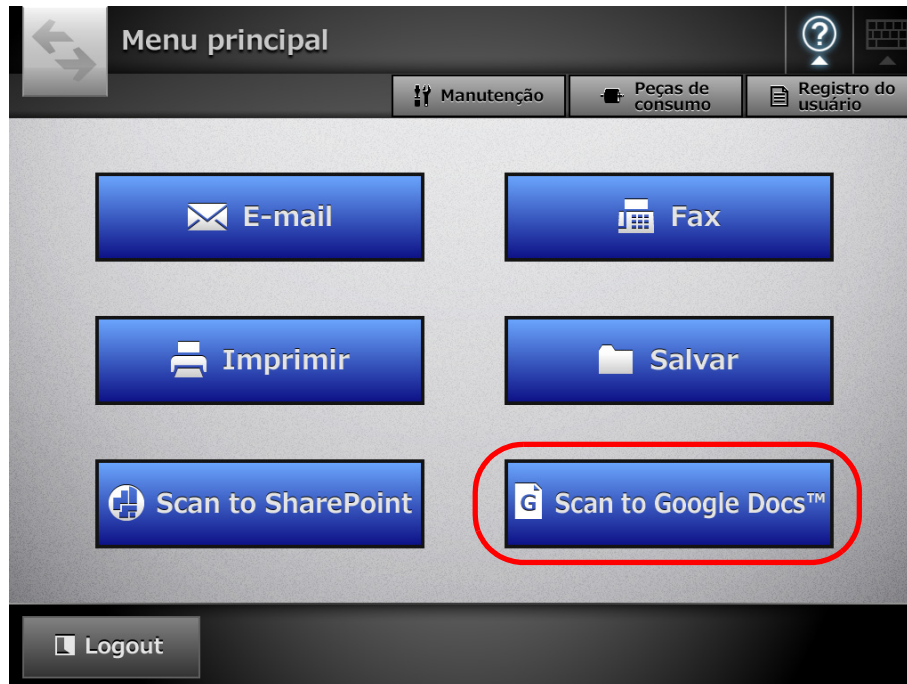 Menu principal
?
Manutenção
Peças de
consumo
Registro do
usuário
E-mail
Fax
Imprimir
Salvar
Scan to SharePoint
G Scan to Google Docs™
Logout